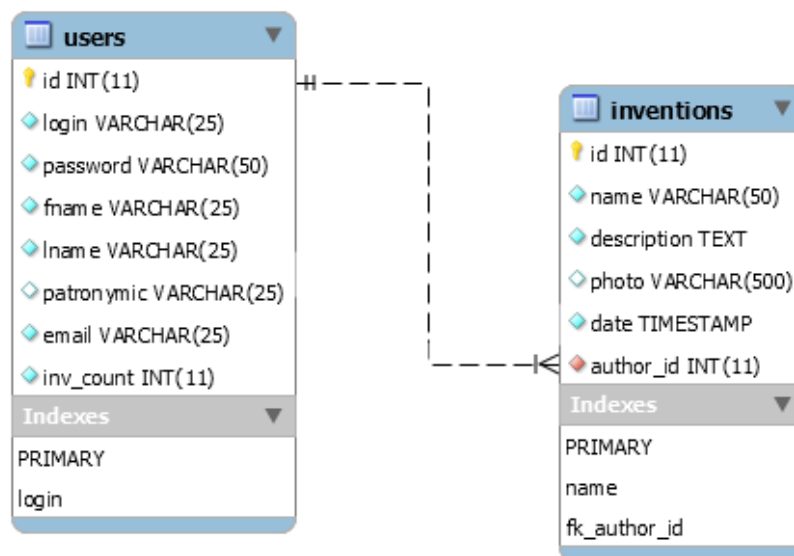 users
id INT(11)
login VARCHAR(25)
password VARCHAR(50)
fname VARCHAR(25)
lname VARCHAR(25)
patronymic VARCHAR(25)
email VARCHAR(25)
inv_count INT(11)
Indexes
PRIMARY
login
inventions
id INT(11)
name VARCHAR(50)
description TEXT
photo VARCHAR(500)
date TIMESTAMP
author_id INT(11)
Indexes
PRIMARY
name
fk_author_id